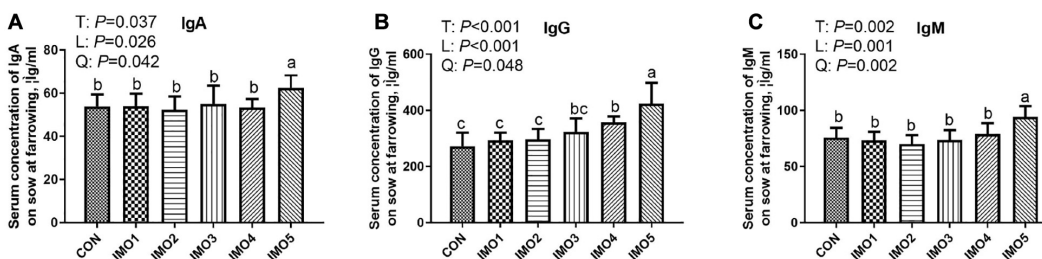 A
T: P=0.037
IgA
L: P=0.026
Q: P=0.042
Serum concentration of IgA
on sow at farrowing, ¦Ìg/ml
80
60
40
20
0
b b b b b a
CON IMO1 IMO2 IMO3 IMO4 IMO5
B
T: P<0.001
IgG
L: P<0.001
Q: P=0.048
Serum concentration of IgG
on sow at farrowing, ¦Ìg/ml
600
400
200
0
c c c bc b a
CON IMO1 IMO2 IMO3 IMO4 IMO5
C
T: P=0.002
IgM
L: P=0.001
Q: P=0.002
Serum concentration of IgM
on sow at farrowing, ¦Ìg/ml
150
100
50
0
b b b b b a
CON IMO1 IMO2 IMO3 IMO4 IMO5